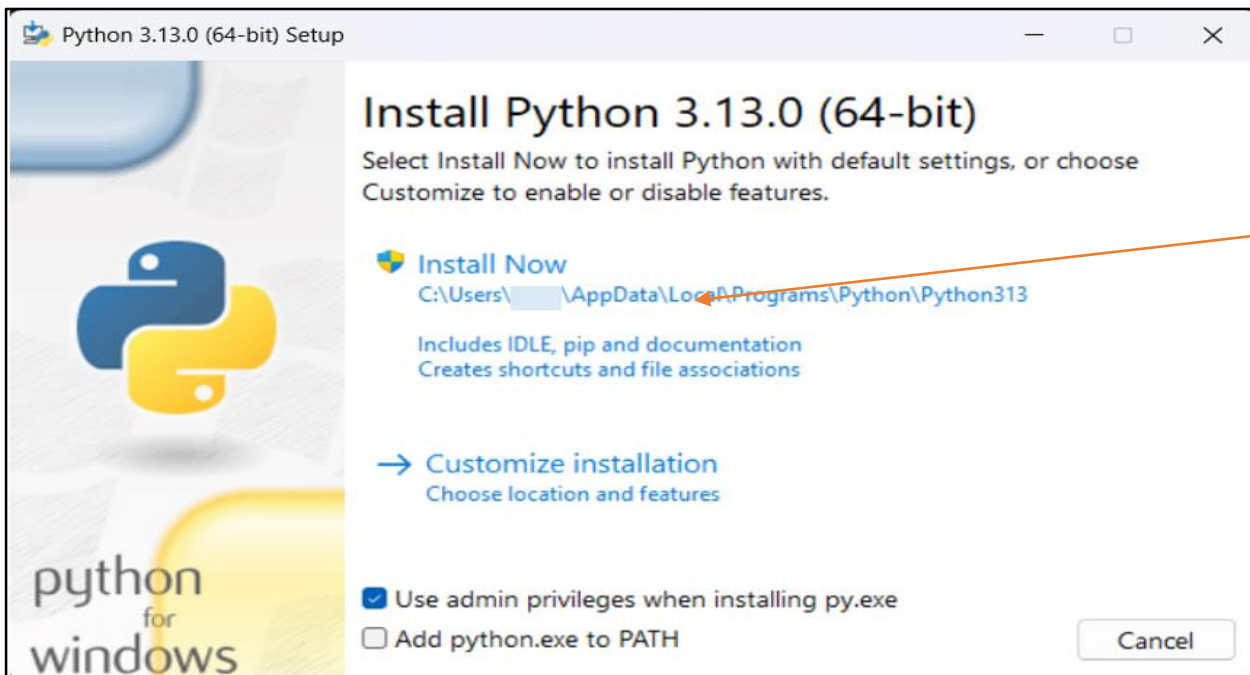 Python 3.13.0 (64-bit) Setup
Install Python 3.13.0 (64-bit)
Select Install Now to install Python with default settings, or choose
Customize to enable or disable features.
Install Now
C:\Users\ \AppData\Local\Programs\Python\Python313
Includes IDLE, pip and documentation
Creates shortcuts and file associations
Customize installation
Choose location and features
python
for
windows
Use admin privileges when installing py.exe
Add python.exe to PATH
Cancel